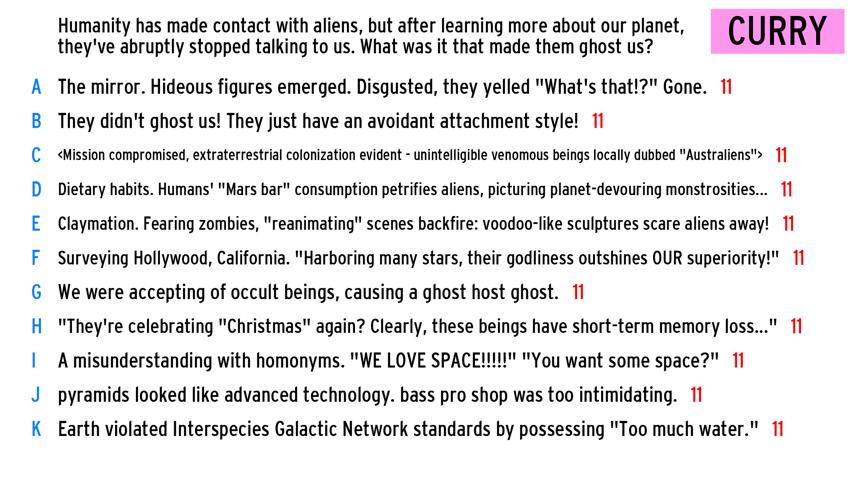 Humanity has made contact with aliens, but after learning more about our planet,
they've abruptly stopped talking to us. What was it that made them ghost us?
CURRY
A The mirror. Hideous figures emerged. Disgusted, they yelled "What's that!?" Gone. 11
B They didn't ghost us! They just have an avoidant attachment style! 11
C <Mission compromised, extraterrestrial colonization evident - unintelligible venomous beings locally dubbed "Australiens"> 11
D Dietary habits. Humans' "Mars bar" consumption petrifies aliens, picturing planet-devouring monstrosities... 11
E Claymation. Fearing zombies, "reanimating" scenes backfire: voodoo-like sculptures scare aliens away! 11
F Surveying Hollywood, California. "Harboring many stars, their godliness outshines OUR superiority!" 11
G We were accepting of occult beings, causing a ghost host ghost. 11
H "They're celebrating "Christmas" again? Clearly, these beings have short-term memory loss..." 11
I A misunderstanding with homonyms. "WE LOVE SPACE!!!!!" "You want some space?" 11
J pyramids looked like advanced technology. bass pro shop was too intimidating. 11
K Earth violated Interspecies Galactic Network standards by possessing "Too much water." 11